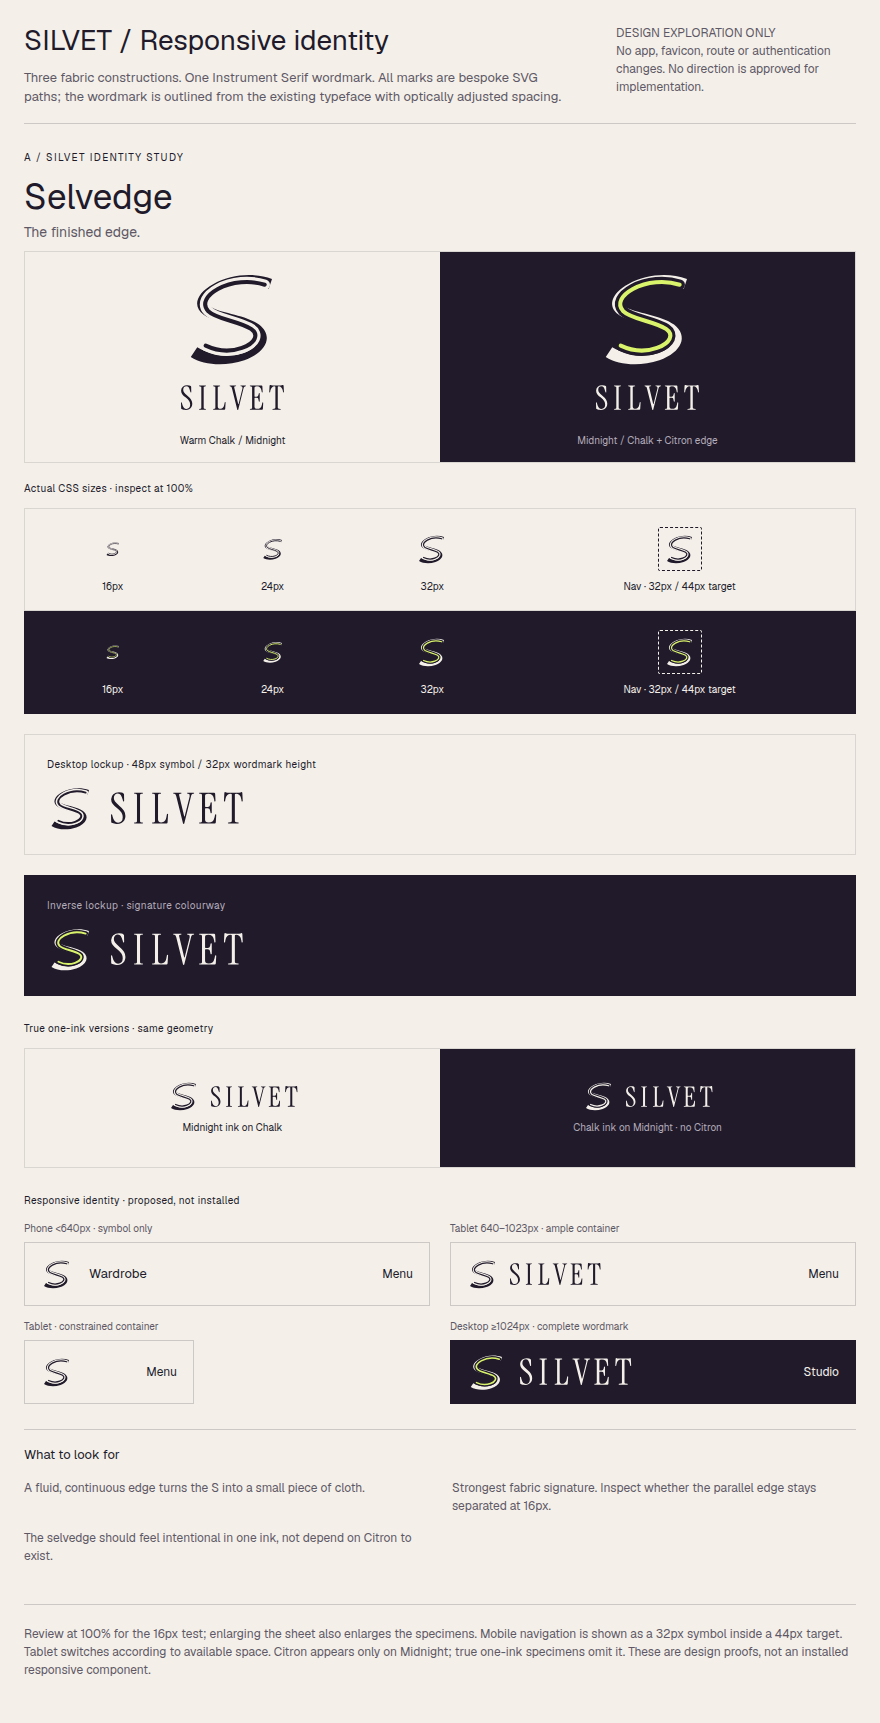 SILVET / Responsive identity
Three fabric constructions. One Instrument Serif wordmark. All marks are bespoke SVG
paths; the wordmark is outlined from the existing typeface with optically adjusted spacing.
DESIGN EXPLORATION ONLY
No app, favicon, route or authentication
changes. No direction is approved for
implementation.
A / SILVET IDENTITY STUDY
Selvedge
The finished edge.
S
SILVET
Warm Chalk / Midnight
S
SILVET
Midnight / Chalk + Citron edge
Actual CSS sizes · inspect at 100%
S S S S
16px 24px 32px Nav · 32px / 44px target
S S S S
16px 24px 32px Nav · 32px / 44px target
Desktop lockup · 48px symbol / 32px wordmark height
S SILVET
Inverse lockup · signature colourway
S SILVET
True one-ink versions · same geometry
S SILVET
Midnight ink on Chalk
S SILVET
Chalk ink on Midnight · no Citron
Responsive identity · proposed, not installed
Phone <640px · symbol only
S Wardrobe Menu
Tablet 640–1023px · ample container
S SILVET Menu
Tablet · constrained container
S Menu
Desktop ≥1024px · complete wordmark
S SILVET Studio
What to look for
A fluid, continuous edge turns the S into a small piece of cloth.
Strongest fabric signature. Inspect whether the parallel edge stays
separated at 16px.
The selvedge should feel intentional in one ink, not depend on Citron to
exist.
Review at 100% for the 16px test; enlarging the sheet also enlarges the specimens. Mobile navigation is shown as a 32px symbol inside a 44px target.
Tablet switches according to available space. Citron appears only on Midnight; true one-ink specimens omit it. These are design proofs, not an installed
responsive component.